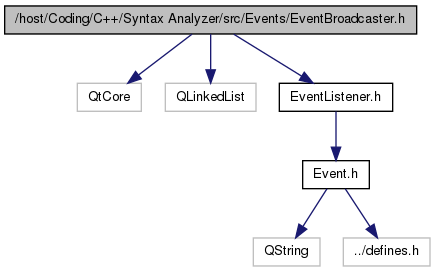 /host/Coding/C++/Syntax Analyzer/src/Events/EventBroadcaster.h
QtCore
QLinkedList
EventListener.h
Event.h
QString
../defines.h